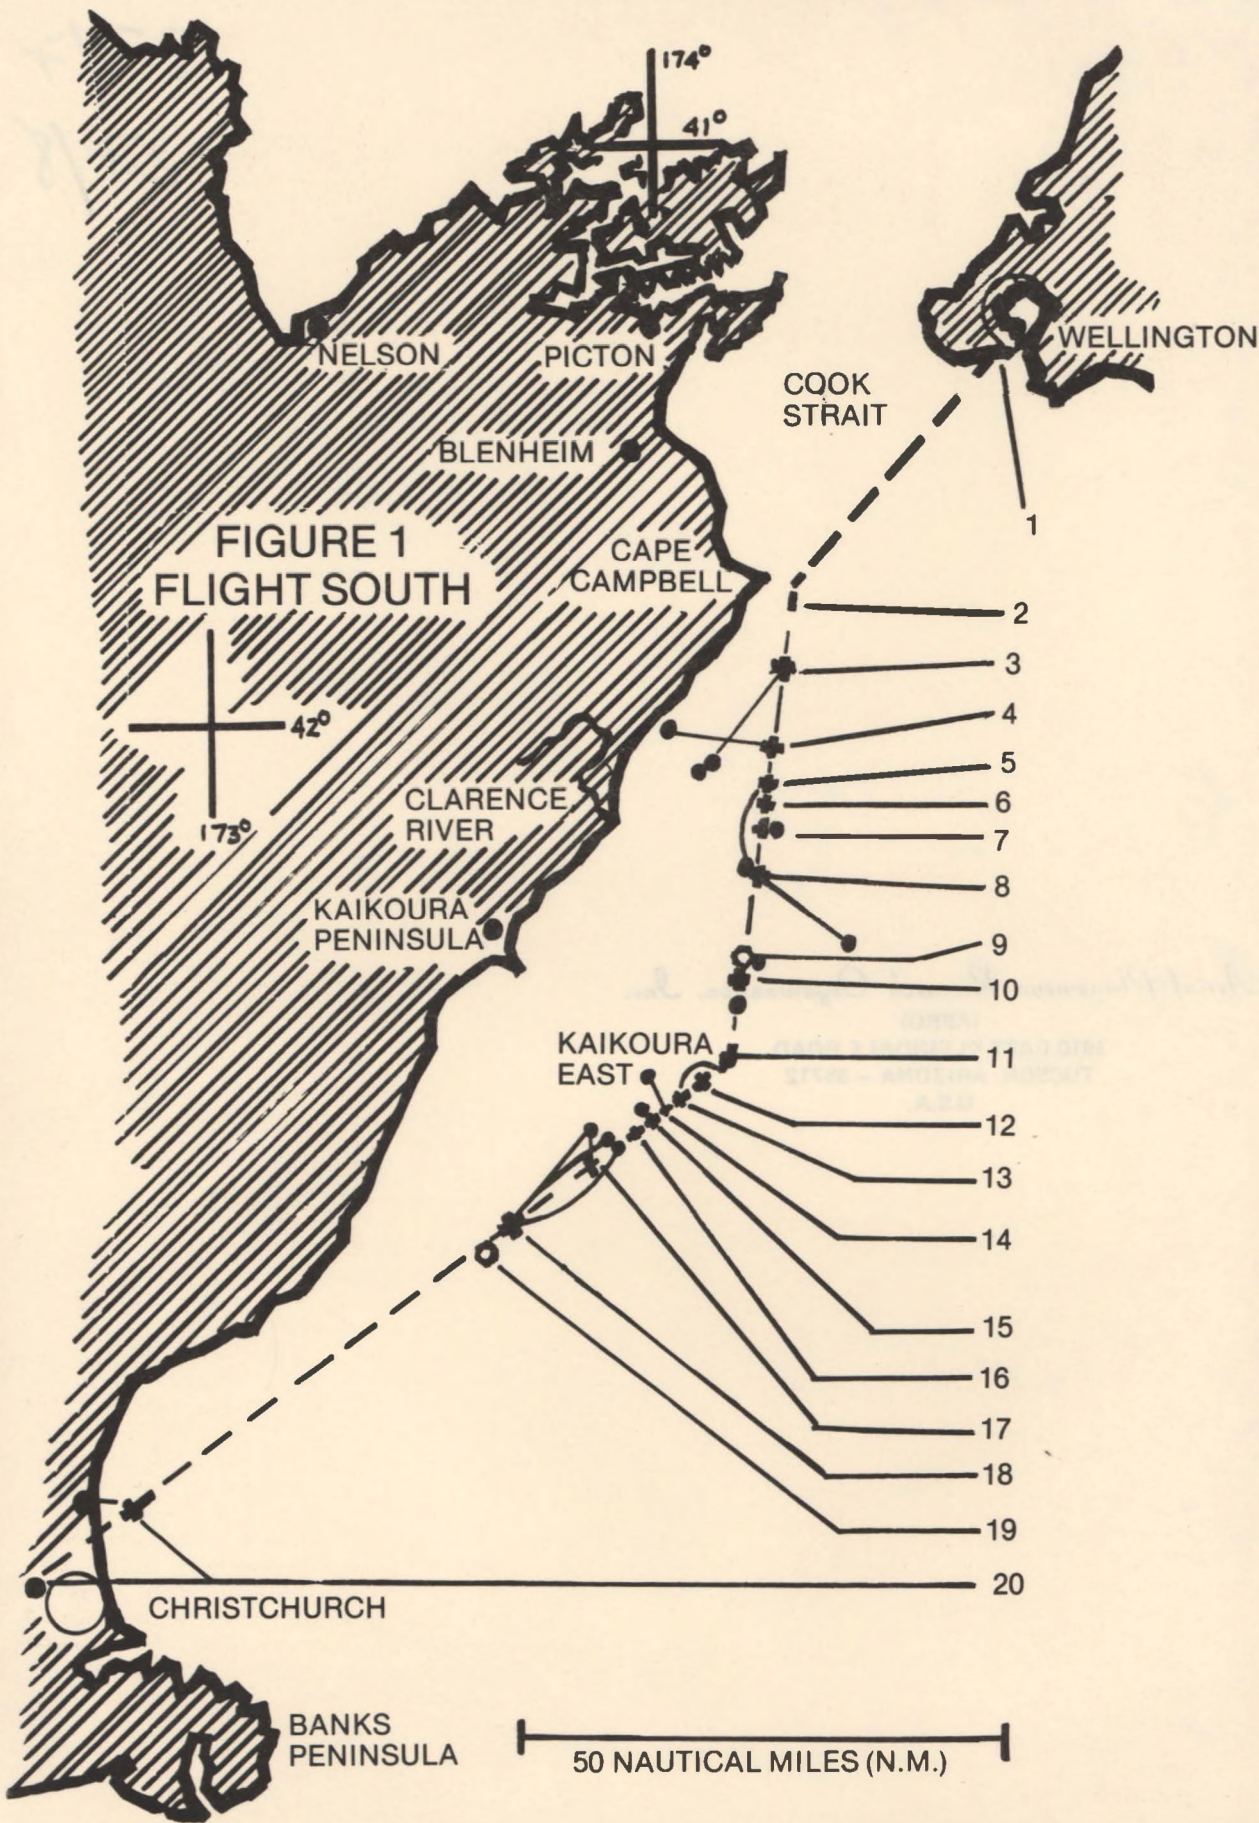 174°
41°
WELLINGTON
NELSON
PICTON
COOK
STRAIT
BLENHEIM
1
FIGURE 1
FLIGHT SOUTH
CAPE
CAMPBELL
2
3
4
42°
5
CLARENCE
RIVER
6
173°
7
8
KAIKOURA
PENINSULA
9
10
KAIKOURA
EAST
11
12
13
14
15
16
17
18
19
20
CHRISTCHURCH
BANKS
PENINSULA
50 NAUTICAL MILES (N.M.)